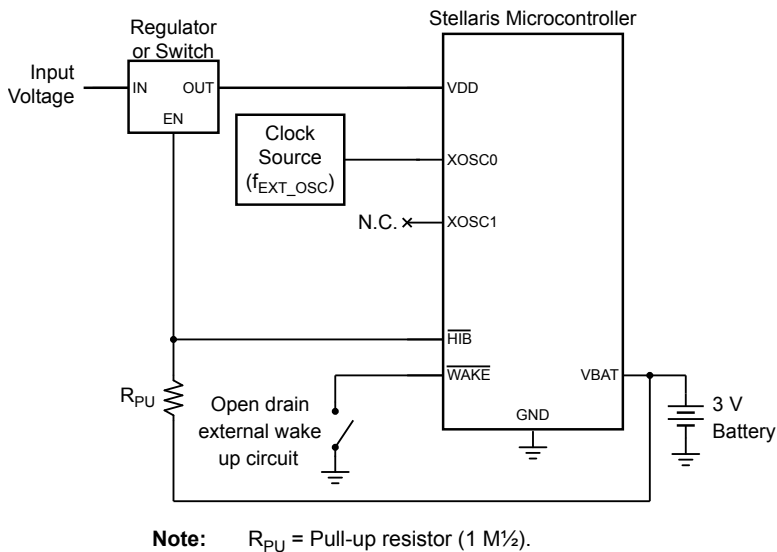 Stellaris Microcontroller
Regulator
or Switch
Input
Voltage
IN
OUT
EN
VDD
Clock
Source
(fEXT_OSC)
XOSC0
N.C.
XOSC1
HIB
WAKE
VBAT
RPU
Open drain
external wake
up circuit
GND
3 V
Battery
Note: RPU = Pull-up resistor (1 M½).